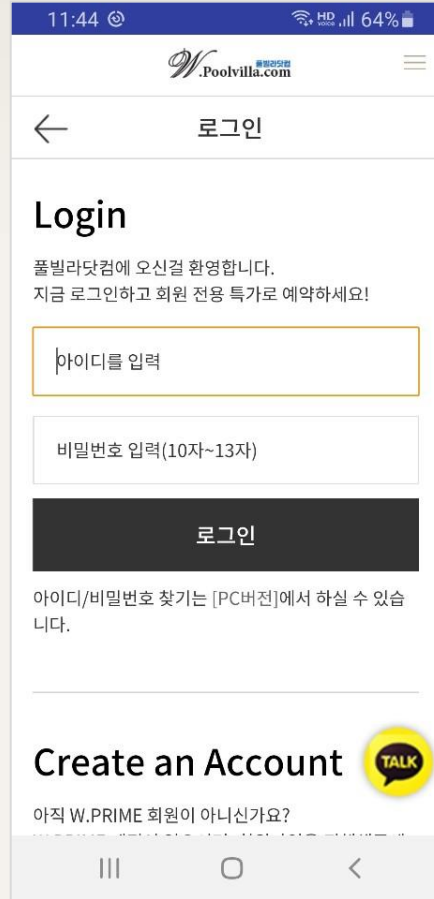 11:44
HD voice 64%
W.Poolvilla.com 풀빌라닷컴
로그인
Login
풀빌라닷컴에 오신걸 환영합니다.
지금 로그인하고 회원 전용 특가로 예약하세요!
아이디를 입력
비밀번호 입력(10자~13자)
로그인
아이디/비밀번호 찾기는 [PC버전]에서 하실 수 있습
니다.
Create an Account
TALK
아직 W.PRIME 회원이 아니신가요?